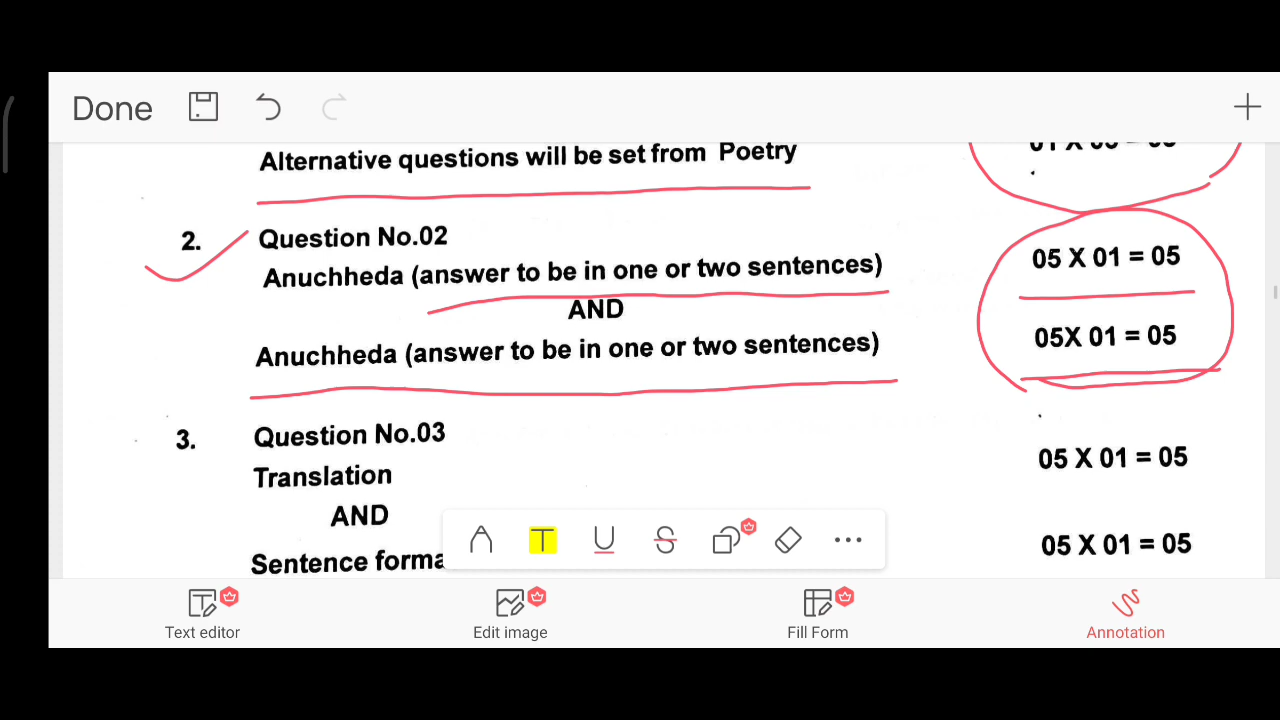 Done
Alternative questions will be set from Poetry
2. Question No.02
Anuchheda (answer to be in one or two sentences) 05 X 01 = 05
AND
Anuchheda (answer to be in one or two sentences) 05X 01 = 05
3. Question No.03
Translation 05 X 01 = 05
AND
Sentence forma 05 X 01 = 05
Text editor Edit image Fill Form Annotation